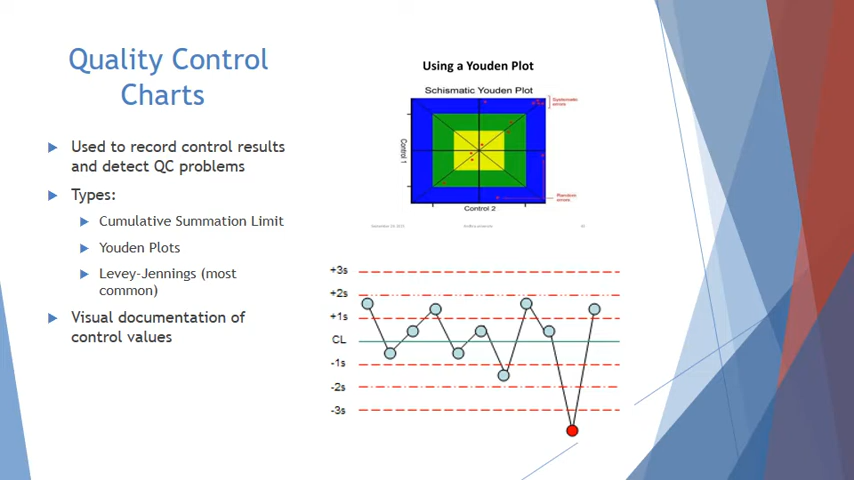 Quality Control
Charts
Used to record control results
and detect QC problems
Types:
Cumulative Summation Limit
Youden Plots
Levey-Jennings (most
common)
Visual documentation of
control values
Using a Youden Plot
Schismatic Youden Plot
Systematic
errors
Control 1
Random
errors
Control 2
+3s
+2s
+1s
CL
-1s
-2s
-3s